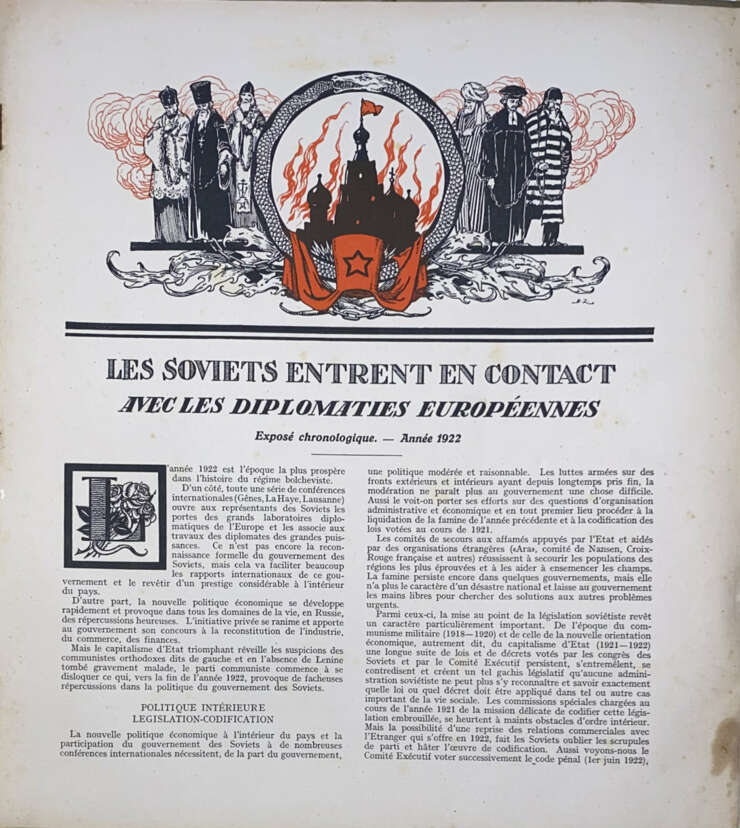 B.Z.
LES SOVIETS ENTRENT EN CONTACT
AVEC LES DIPLOMATIES EUROPÉENNES
Exposé chronologique. — Année 1922
L'année 1922 est l'époque la plus prospère
dans l'histoire du régime bolcheviste.
D'un côté, toute une série de conférences
internationales (Gênes, La Haye, Lausanne)
ouvre aux représentants des Soviets les
portes des grands laboratoires diplo-
matiques de l'Europe et les associe aux
travaux des diplomates des grandes puis-
sances. Ce n'est pas encore la recon-
naissance formelle du gouvernement des
Soviets, mais cela va faciliter beaucoup
les rapports internationaux de ce gou-
vernement et le revêtir d'un prestige considérable à l'intérieur
du pays.
D'autre part, la nouvelle politique économique se développe
rapidement et provoque dans tous les domaines de la vie, en Russie,
des répercussions heureuses. L'initiative privée se ranime et apporte
au gouvernement son concours à la reconstitution de l'industrie,
du commerce, des finances.
Mais le capitalisme d'Etat triomphant réveille les suspicions des
communistes orthodoxes dits de gauche et en l'absence de Lenine
tombé gravement malade, le parti communiste commence à se
disloquer ce qui, vers la fin de l'année 1922, provoque de facheuses
répercussions dans la politique du gouvernement des Soviets.
POLITIQUE INTÉRIEURE
LEGISLATION-CODIFICATION
La nouvelle politique économique à l'intérieur du pays et la
participation du gouvernement des Soviets à de nombreuses
conférences internationales nécessitent, de la part du gouvernement,
une politique modérée et raisonnable. Les luttes armées sur des
fronts extérieurs et intérieurs ayant depuis longtemps pris fin, la
modération ne paraît plus au gouvernement une chose difficile.
Aussi le voit-on porter ses efforts sur des questions d'organisation
administrative et économique et en tout premier lieu procéder à la
liquidation de la famine de l'année précédente et à la codification des
lois votées au cours de 1921.
Les comités de secours aux affamés appuyés par l'Etat et aidés
par des organisations étrangères («Ara», comité de Nansen, Croix-
Rouge française et autres) réussissent à secourir les populations des
régions les plus éprouvées et à les aider à ensemencer les champs.
La famine persiste encore dans quelques gouvernements, mais elle
n'a plus le caractère d'un désastre national et laisse au gouvernement
les mains libres pour chercher des solutions aux autres problèmes
urgents.
Parmi ceux-ci, la mise au point de la législation soviétiste revêt
un caractère particulièrement important. De l'époque du com-
munisme militaire (1918—1920) et de celle de la nouvelle orientation
économique, autrement dit, du capitalisme d'Etat (1921—1922)
une longue suite de lois et de décrets votés par les congrès des
Soviets et par le Comité Exécutif persistent, s'entremêlent, se
contredisent et créent un tel gachis législatif qu'aucune admini-
stration soviétiste ne peut plus s'y reconnaître et savoir exactement
quelle loi ou quel décret doit être appliqué dans tel ou autre cas
important de la vie sociale. Les commissions spéciales chargées au
cours de l'année 1921 de la mission délicate de codifier cette légis-
lation embrouillée, se heurtent à maints obstacles d'ordre intérieur.
Mais la possibilité d'une reprise des relations commerciales avec
l'Etranger qui s'offre en 1922, fait les Soviets oublier les scrupules
de parti et hâter l'œuvre de codification. Aussi voyons-nous le
Comité Exécutif voter successivement le code pénal (1er juin 1922),